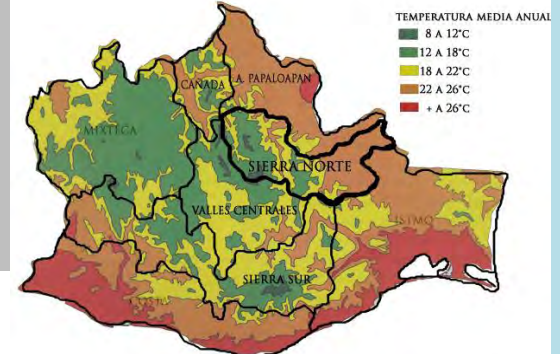 TEMPERATURA MEDIA ANUAL
8 A 12°C
12 A 18°C
18 A 22°C
22 A 26°C
+ A 26°C
CAÑADA
A. PAPALOAPAN
MIXTECA
SIERRA NORTE
VALLES CENTRALES
ISTMO
SIERRA SUR